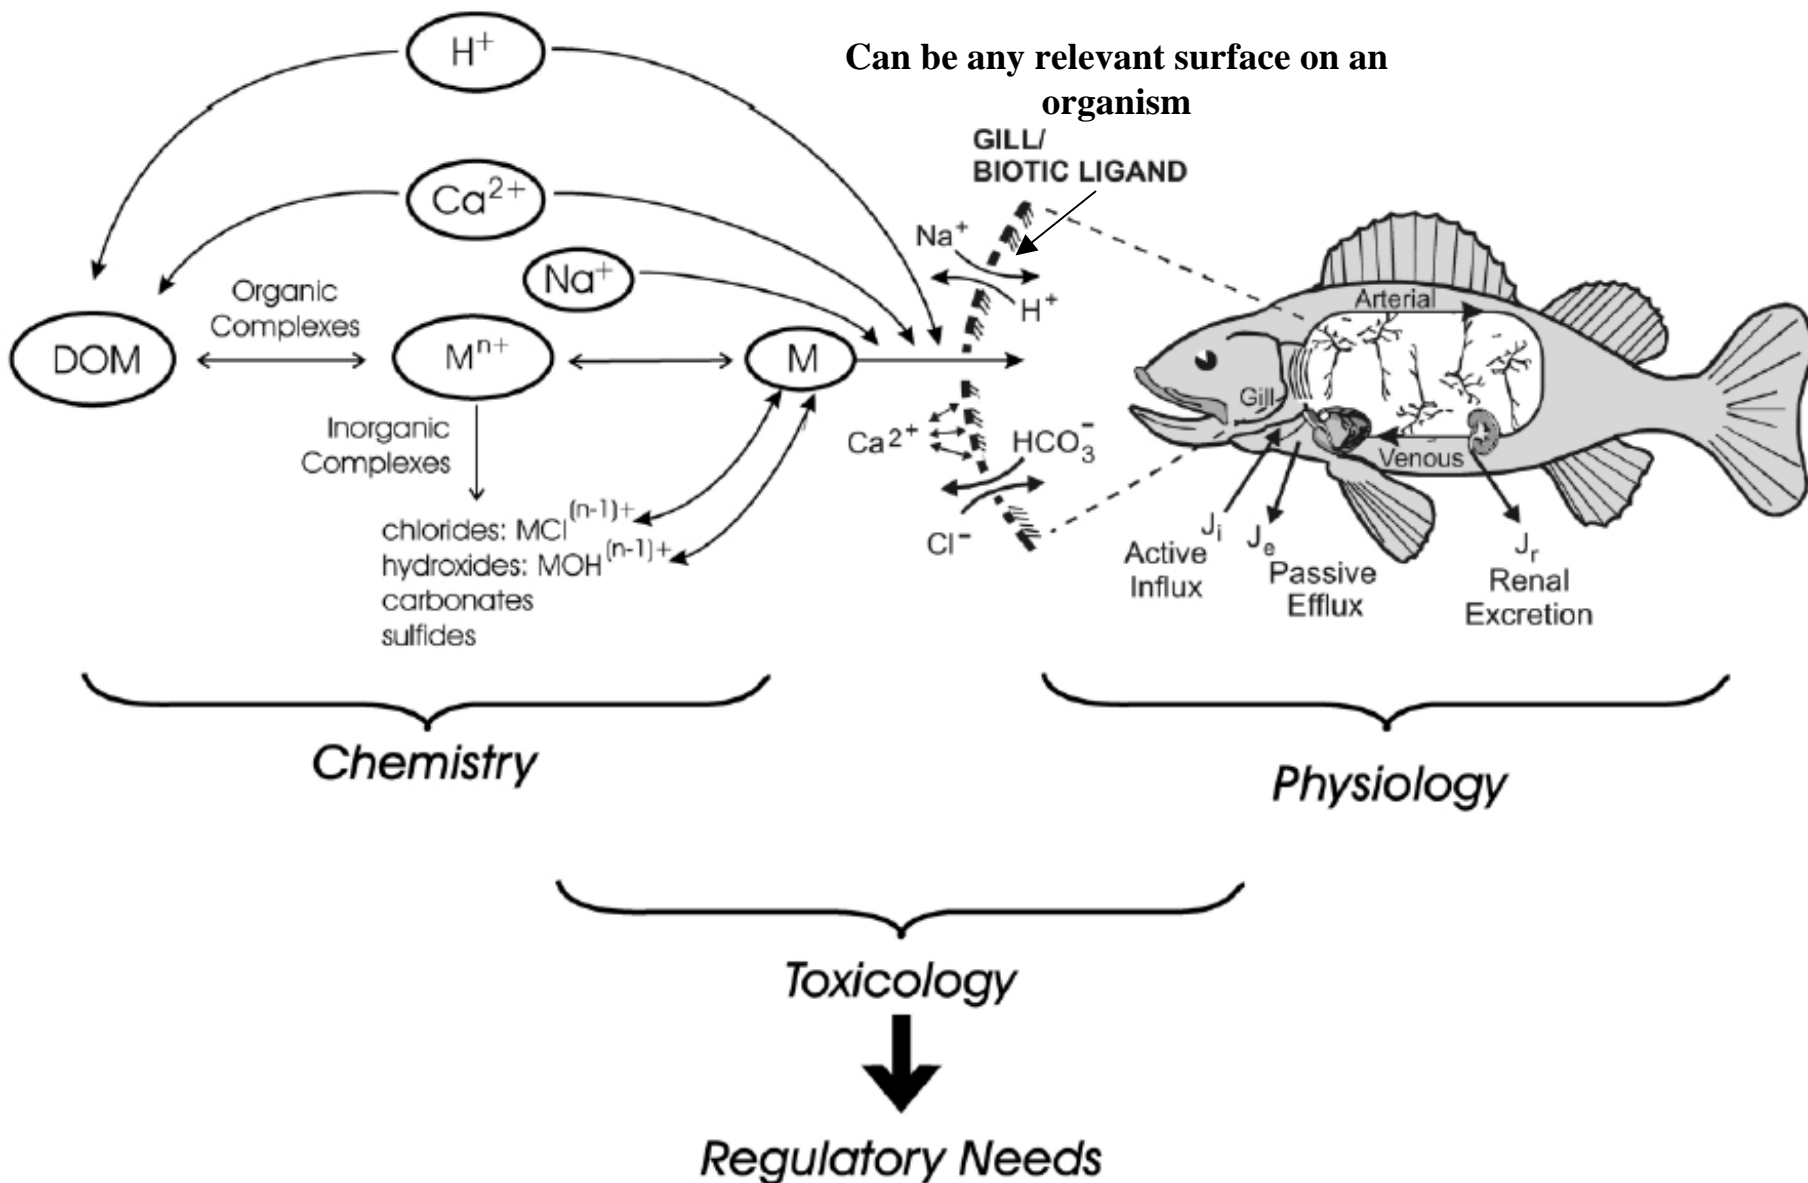 H⁺
Can be any relevant surface on an
organism
GILL/
BIOTIC LIGAND
Ca²⁺
Na⁺
Na⁺
H⁺
Organic
Complexes
DOM
Mⁿ⁺
M
Inorganic
Complexes
chlorides: MCl⁽ⁿ⁻¹⁾⁺
hydroxides: MOH⁽ⁿ⁻¹⁾⁺
carbonates
sulfides
Ca²⁺
HCO₃⁻
Cl⁻
Arterial
Gill
Venous
Jᵢ
Active
Influx
Jₑ
Passive
Efflux
Jᵣ
Renal
Excretion
Chemistry
Physiology
Toxicology
Regulatory Needs